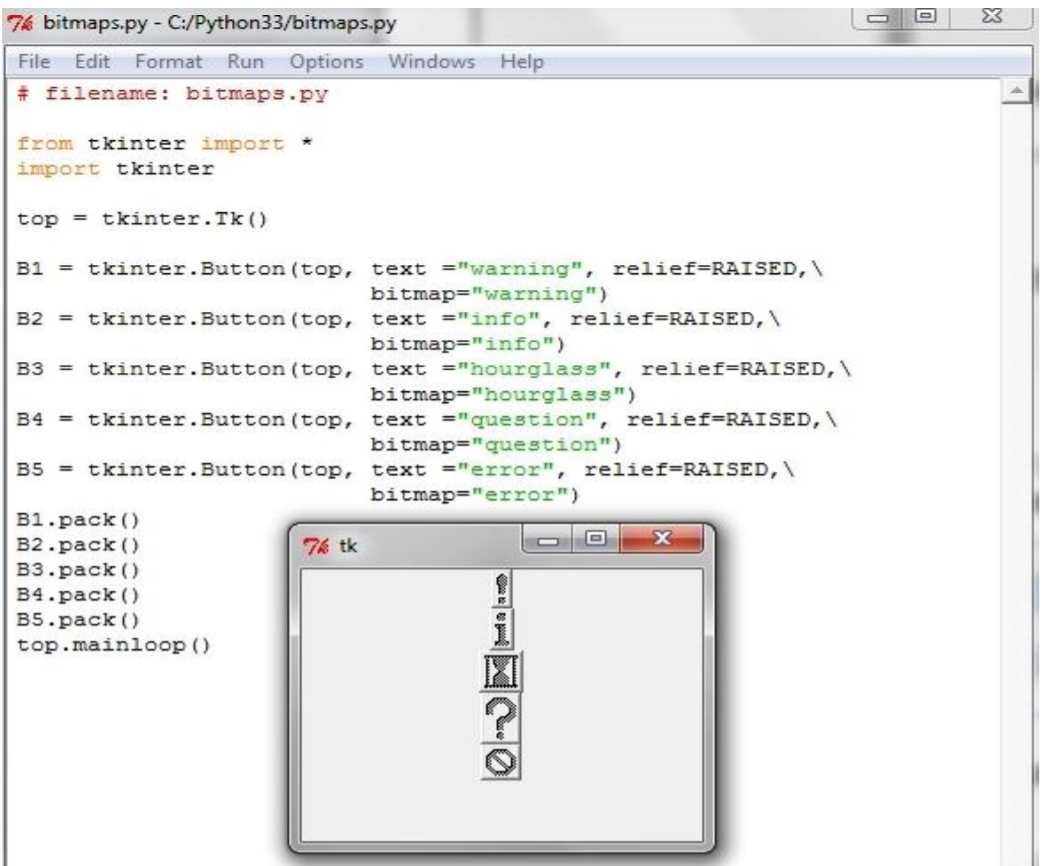 bitmaps.py - C:/Python33/bitmaps.py
File Edit Format Run Options Windows Help
# filename: bitmaps.py
from tkinter import *
import tkinter
top = tkinter.Tk()
B1 = tkinter.Button(top, text ="warning", relief=RAISED,\
bitmap="warning")
B2 = tkinter.Button(top, text ="info", relief=RAISED,\
bitmap="info")
B3 = tkinter.Button(top, text ="hourglass", relief=RAISED,\
bitmap="hourglass")
B4 = tkinter.Button(top, text ="question", relief=RAISED,\
bitmap="question")
B5 = tkinter.Button(top, text ="error", relief=RAISED,\
bitmap="error")
B1.pack()
B2.pack()
B3.pack()
B4.pack()
B5.pack()
top.mainloop()
tk
!
i
?